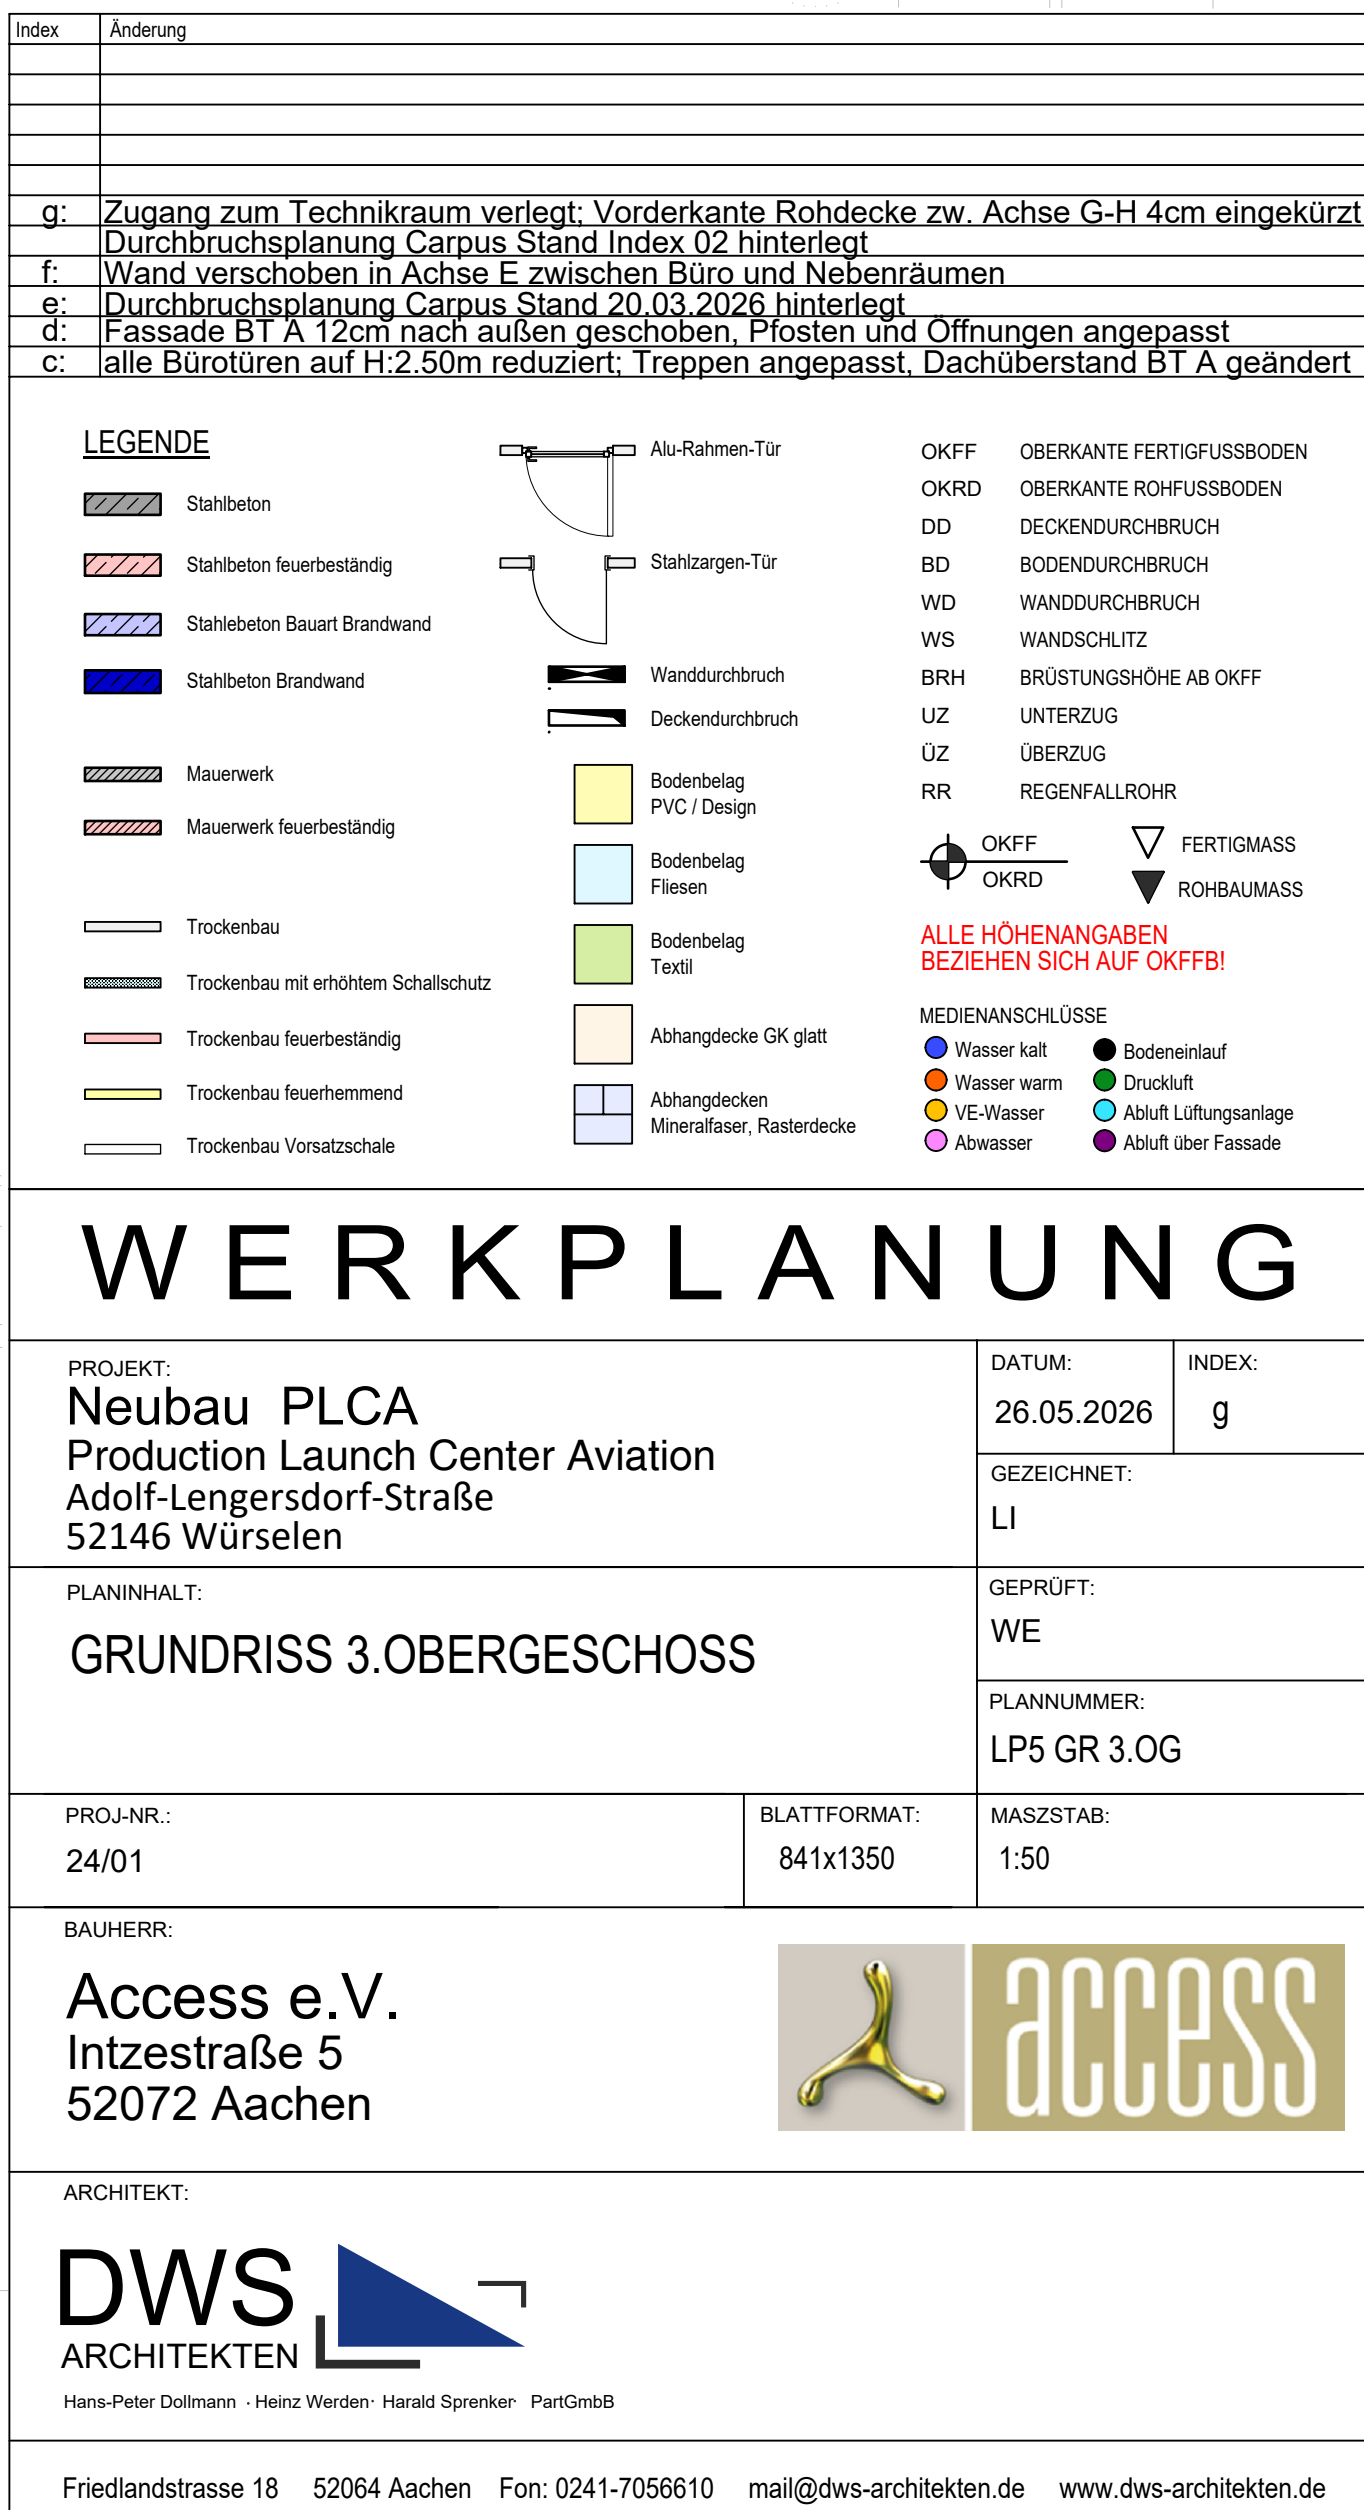 Index Änderung
g: Zugang zum Technikraum verlegt; Vorderkante Rohdecke zw. Achse G-H 4cm eingekürzt
Durchbruchsplanung Carpus Stand Index 02 hinterlegt
f: Wand verschoben in Achse E zwischen Büro und Nebenräumen
e: Durchbruchsplanung Carpus Stand 20.03.2026 hinterlegt
d: Fassade BT A 12cm nach außen geschoben, Pfosten und Öffnungen angepasst
c: alle Bürotüren auf H:2.50m reduziert; Treppen angepasst, Dachüberstand BT A geändert
LEGENDE
Stahlbeton
Stahlbeton feuerbeständig
Stahlebeton Bauart Brandwand
Stahlbeton Brandwand
Mauerwerk
Mauerwerk feuerbeständig
Trockenbau
Trockenbau mit erhöhtem Schallschutz
Trockenbau feuerbeständig
Trockenbau feuerhemmend
Trockenbau Vorsatzschale
Alu-Rahmen-Tür
Stahlzargen-Tür
Wanddurchbruch
Deckendurchbruch
Bodenbelag
PVC / Design
Bodenbelag
Fliesen
Bodenbelag
Textil
Abhangdecke GK glatt
Abhangdecken
Mineralfaser, Rasterdecke
OKFF OBERKANTE FERTIGFUSSBODEN
OKRD OBERKANTE ROHFUSSBODEN
DD DECKENDURCHBRUCH
BD BODENDURCHBRUCH
WD WANDDURCHBRUCH
WS WANDSCHLITZ
BRH BRÜSTUNGSHÖHE AB OKFF
UZ UNTERZUG
ÜZ ÜBERZUG
RR REGENFALLROHR
OKFF
OKRD
FERTIGMASS
ROHBAUMASS
ALLE HÖHENANGABEN
BEZIEHEN SICH AUF OKFFB!
MEDIENANSCHLÜSSE
Wasser kalt Bodeneinlauf
Wasser warm Druckluft
VE-Wasser Abluft Lüftungsanlage
Abwasser Abluft über Fassade
WERKPLANUNG
PROJEKT:
Neubau PLCA
Production Launch Center Aviation
Adolf-Lengersdorf-Straße
52146 Würselen
DATUM: INDEX:
26.05.2026 g
GEZEICHNET:
LI
PLANINHALT:
GRUNDRISS 3.OBERGESCHOSS
GEPRÜFT:
WE
PLANNUMMER:
LP5 GR 3.OG
PROJ-NR.: BLATTFORMAT: MASZSTAB:
24/01 841x1350 1:50
BAUHERR:
Access e.V.
Intzestraße 5
52072 Aachen
access
ARCHITEKT:
DWS
ARCHITEKTEN
Hans-Peter Dollmann · Heinz Werden · Harald Sprenker · PartGmbB
Friedlandstrasse 18 52064 Aachen Fon: 0241-7056610 mail@dws-architekten.de www.dws-architekten.de